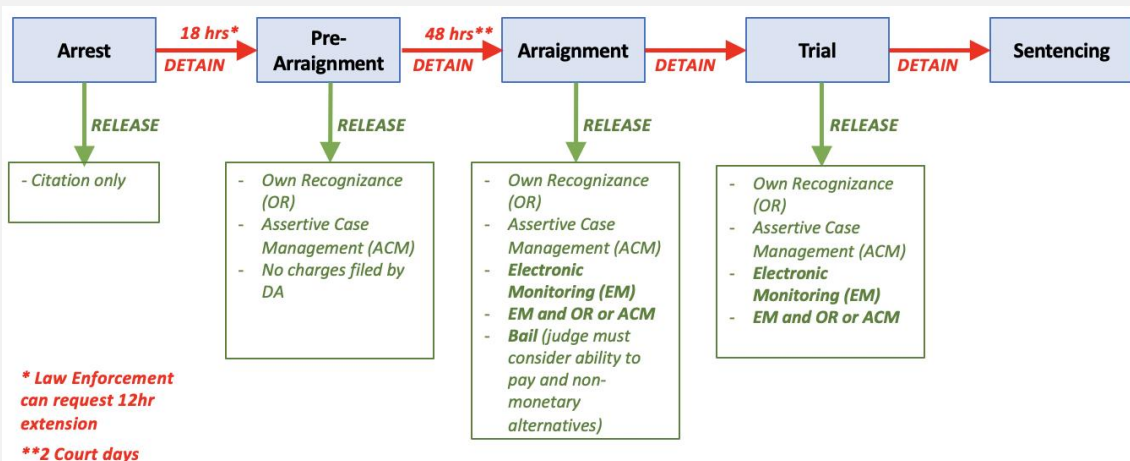 Arrest
18 hrs*
DETAIN
Pre-
Arraignment
48 hrs**
DETAIN
Arraignment
DETAIN
Trial
DETAIN
Sentencing
RELEASE
RELEASE
RELEASE
RELEASE
- Citation only
- Own Recognizance
(OR)
- Assertive Case
Management (ACM)
- No charges filed by
DA
- Own Recognizance
(OR)
- Assertive Case
Management (ACM)
- Electronic
Monitoring (EM)
- EM and OR or ACM
- Bail (judge must
consider ability to
pay and non-
monetary
alternatives)
- Own Recognizance
(OR)
- Assertive Case
Management (ACM)
- Electronic
Monitoring (EM)
- EM and OR or ACM
* Law Enforcement
can request 12hr
extension
**2 Court days